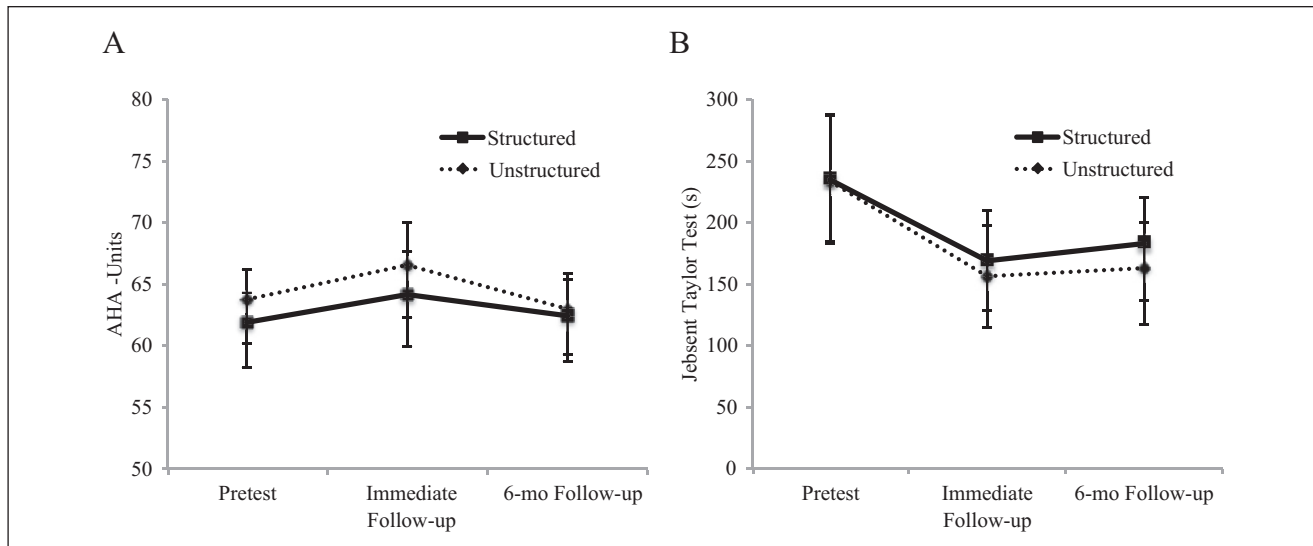 A
AHA -Units
80
75
70
65
60
55
50
Structured
Unstructured
Pretest
Immediate
Follow-up
6-mo Follow-up
B
Jebsent Taylor Test (s)
300
250
200
150
100
50
0
Structured
Unstructured
Pretest
Immediate
Follow-up
6-mo Follow-up